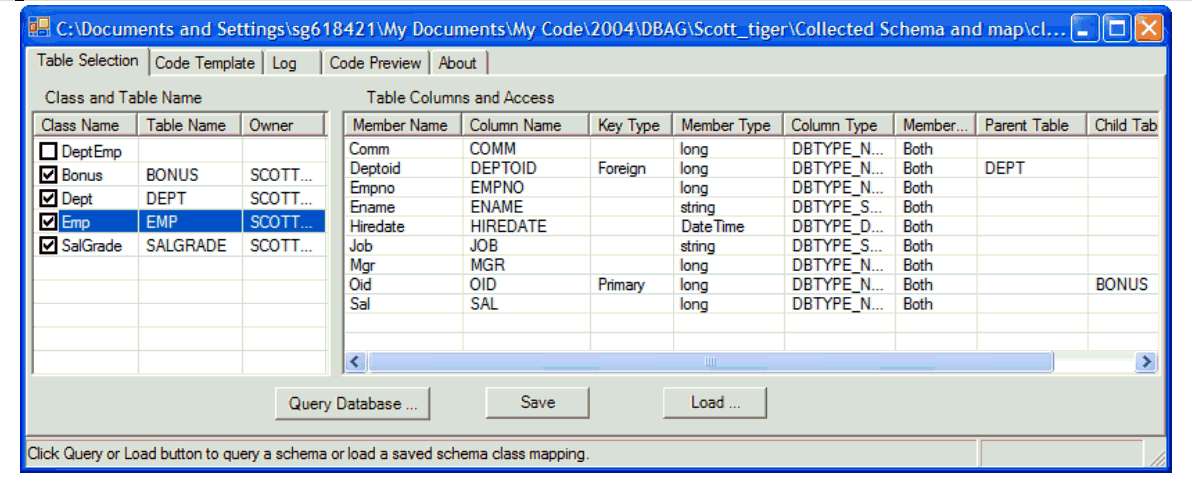 C:\Documents and Settings\sg618421\My Documents\My Code\2004\DBAG\Scott_tiger\Collected Schema and map\cl...
Table Selection Code Template Log Code Preview About
Class and Table Name Table Columns and Access
Class Name Table Name Owner Member Name Column Name Key Type Member Type Column Type Member... Parent Table Child Tab
DeptEmp
Bonus BONUS SCOTT...
Dept DEPT SCOTT...
Emp EMP SCOTT...
SalGrade SALGRADE SCOTT...
Comm COMM long DBTYPE_N... Both
Deptoid DEPTOID Foreign long DBTYPE_N... Both DEPT
Empno EMPNO long DBTYPE_N... Both
Ename ENAME string DBTYPE_S... Both
Hiredate HIREDATE DateTime DBTYPE_D... Both
Job JOB string DBTYPE_S... Both
Mgr MGR long DBTYPE_N... Both
Oid OID Primary long DBTYPE_N... Both BONUS
Sal SAL long DBTYPE_N... Both
Query Database ... Save Load ...
Click Query or Load button to query a schema or load a saved schema class mapping.